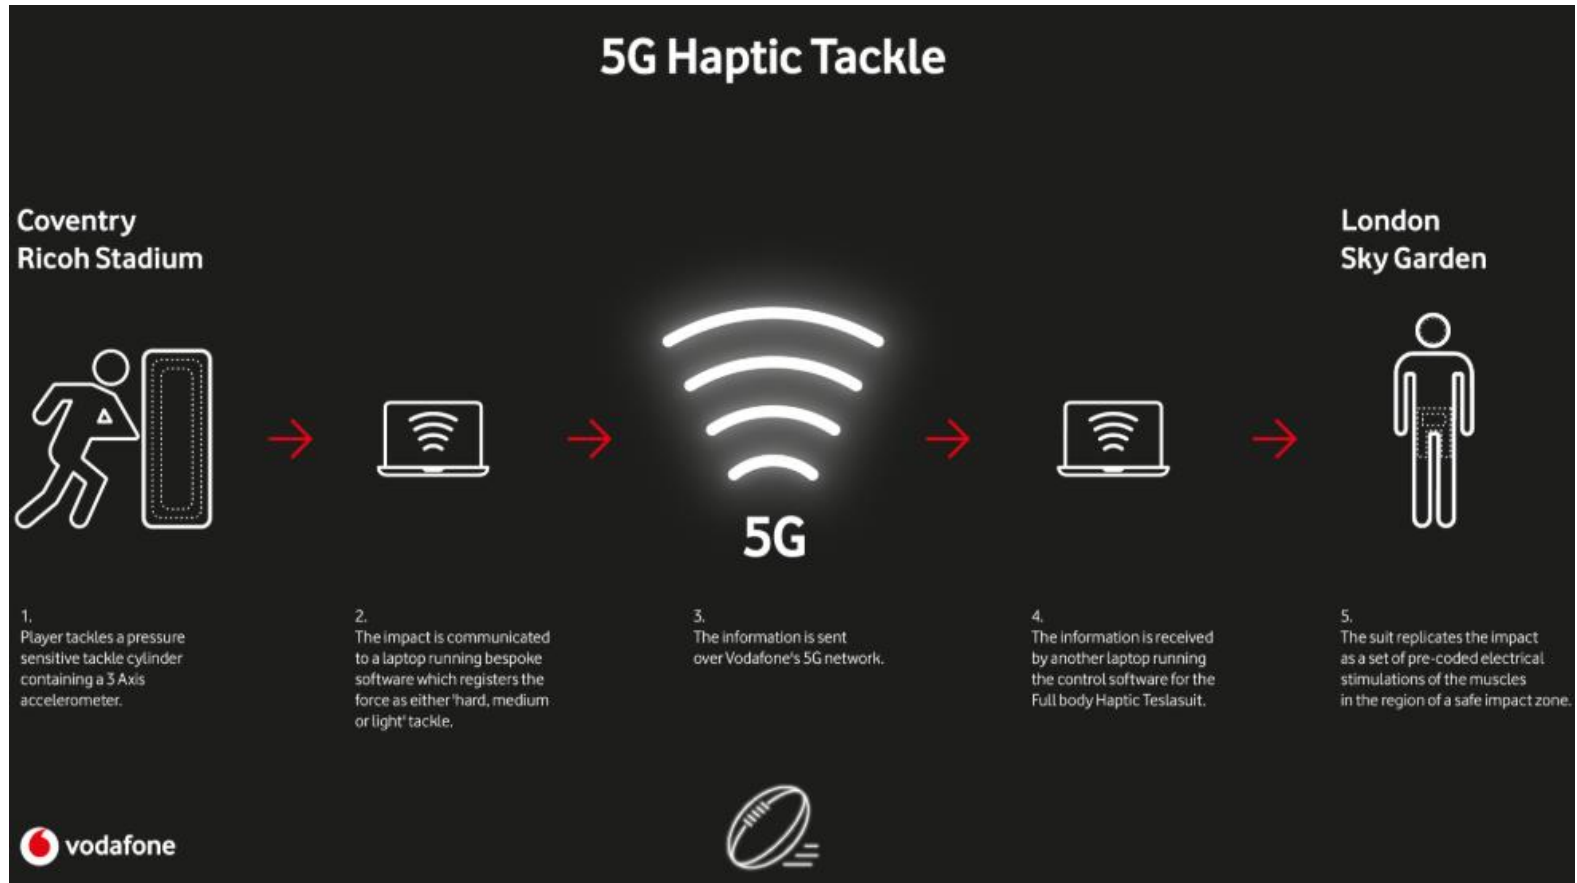 5G Haptic Tackle
Coventry
Ricoh Stadium
London
Sky Garden
5G
1.
Player tackles a pressure
sensitive tackle cylinder
containing a 3 Axis
accelerometer.
2.
The impact is communicated
to a laptop running bespoke
software which registers the
force as either 'hard, medium
or light' tackle.
3.
The information is sent
over Vodafone's 5G network.
4.
The information is received
by another laptop running
the control software for the
Full body Haptic Teslasuit.
5.
The suit replicates the impact
as a set of pre-coded electrical
stimulations of the muscles
in the region of a safe impact zone.
vodafone